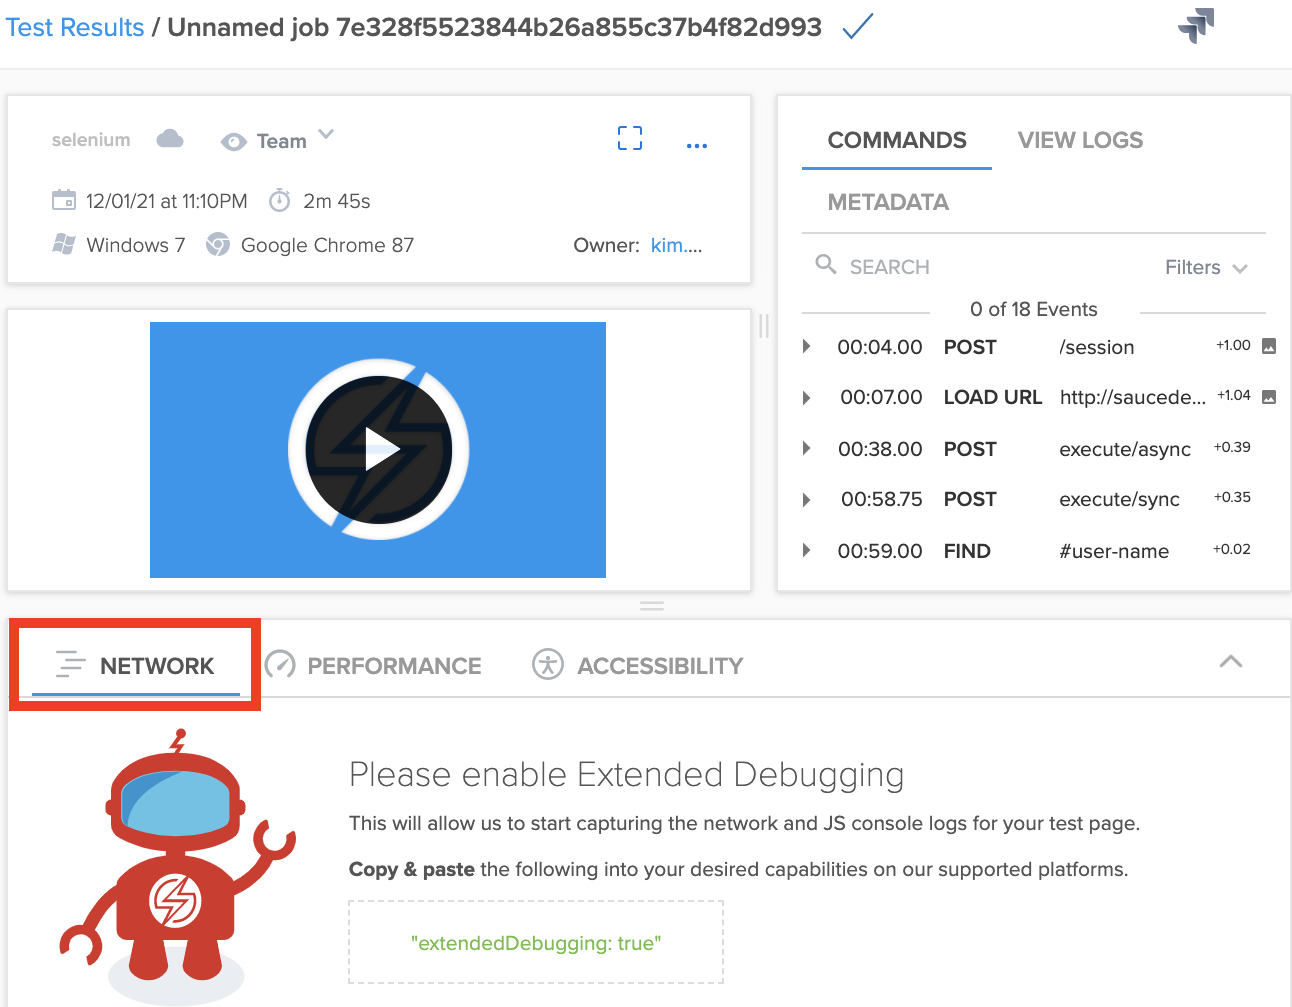 Test Results / Unnamed job 7e328f5523844b26a855c37b4f82d993
selenium Team
12/01/21 at 11:10PM 2m 45s
Windows 7 Google Chrome 87 Owner: kim....
COMMANDS VIEW LOGS
METADATA
SEARCH Filters
0 of 18 Events
00:04.00 POST /session +1.00
00:07.00 LOAD URL http://saucede... +1.04
00:38.00 POST execute/async +0.39
00:58.75 POST execute/sync +0.35
00:59.00 FIND #user-name +0.02
NETWORK PERFORMANCE ACCESSIBILITY
Please enable Extended Debugging
This will allow us to start capturing the network and JS console logs for your test page.
Copy & paste the following into your desired capabilities on our supported platforms.
"extendedDebugging: true"